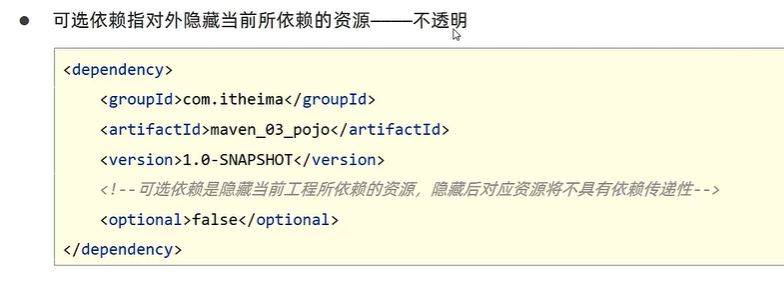 ● 可选依赖指对外隐藏当前所依赖的资源————不透明
<dependency>
    <groupId>com.itheima</groupId>
    <artifactId>maven_03_pojo</artifactId>
    <version>1.0-SNAPSHOT</version>
    <!--可选依赖是隐藏当前工程所依赖的资源，隐藏后对应资源将不具有依赖传递性-->
    <optional>false</optional>
</dependency>